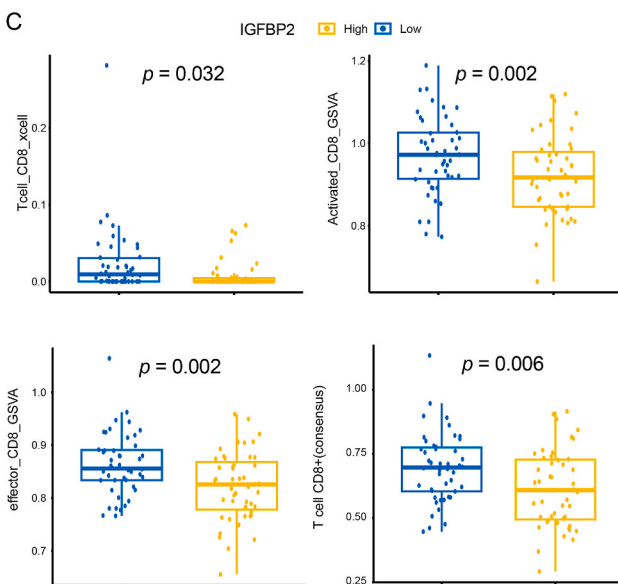 C
IGFBP2 High Low
Tcell_CD8_xcell
p = 0.032
0.2
0.1
0.0
Activated_CD8_GSVA
p = 0.002
1.2
1.0
0.8
effector_CD8_GSVA
p = 0.002
1.0
0.9
0.8
0.7
T cell CD8+(consensus)
p = 0.006
1.00
0.75
0.50
0.25